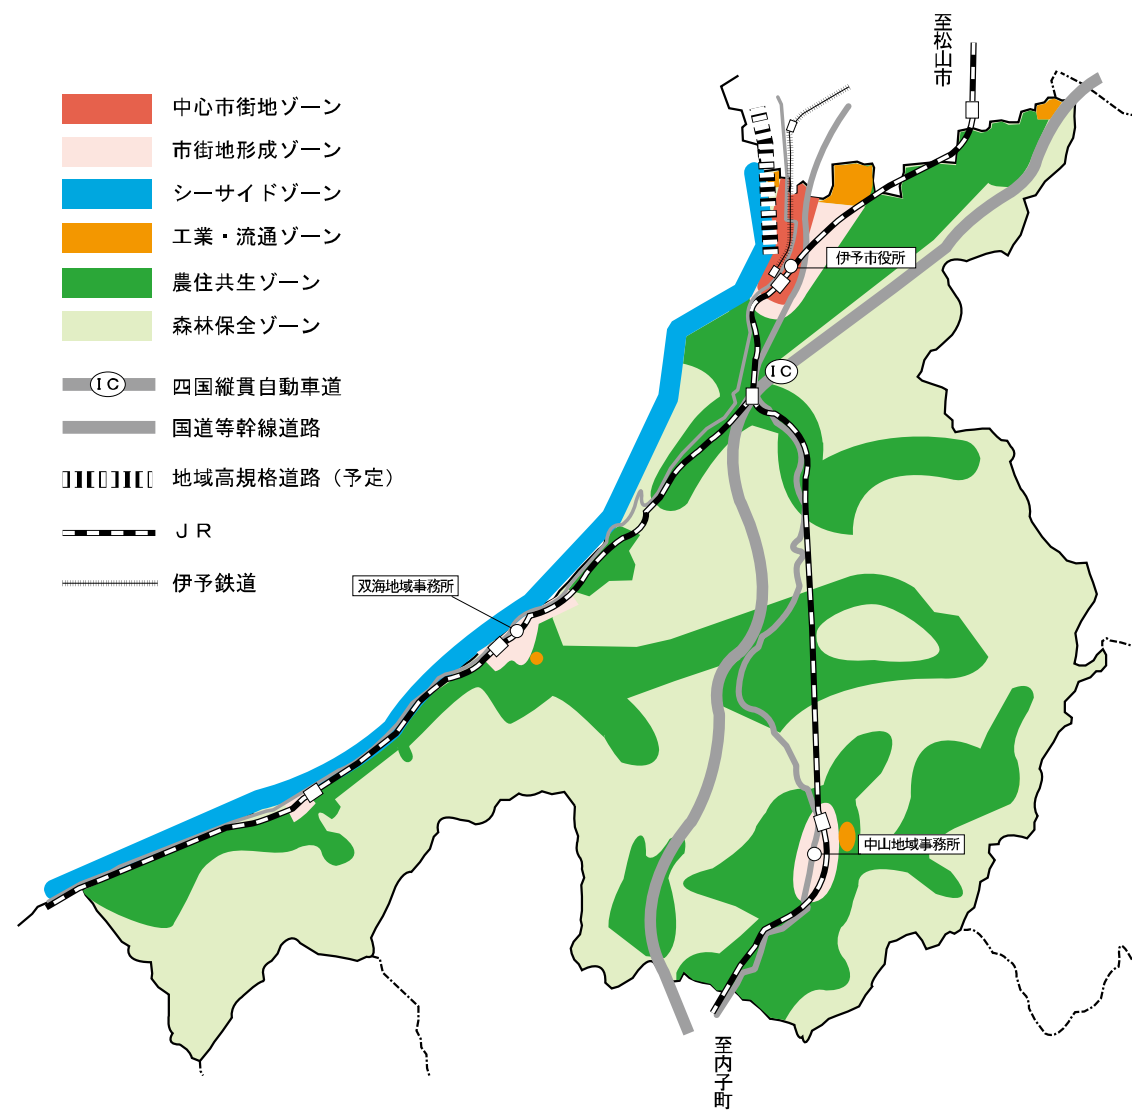 至松山市
中心市街地ゾーン
市街地形成ゾーン
シーサイドゾーン
工業・流通ゾーン
農住共生ゾーン
森林保全ゾーン
IC
四国縦貫自動車道
国道等幹線道路
地域高規格道路（予定）
JR
伊予鉄道
伊予市役所
IC
双海地域事務所
中山地域事務所
至内子町